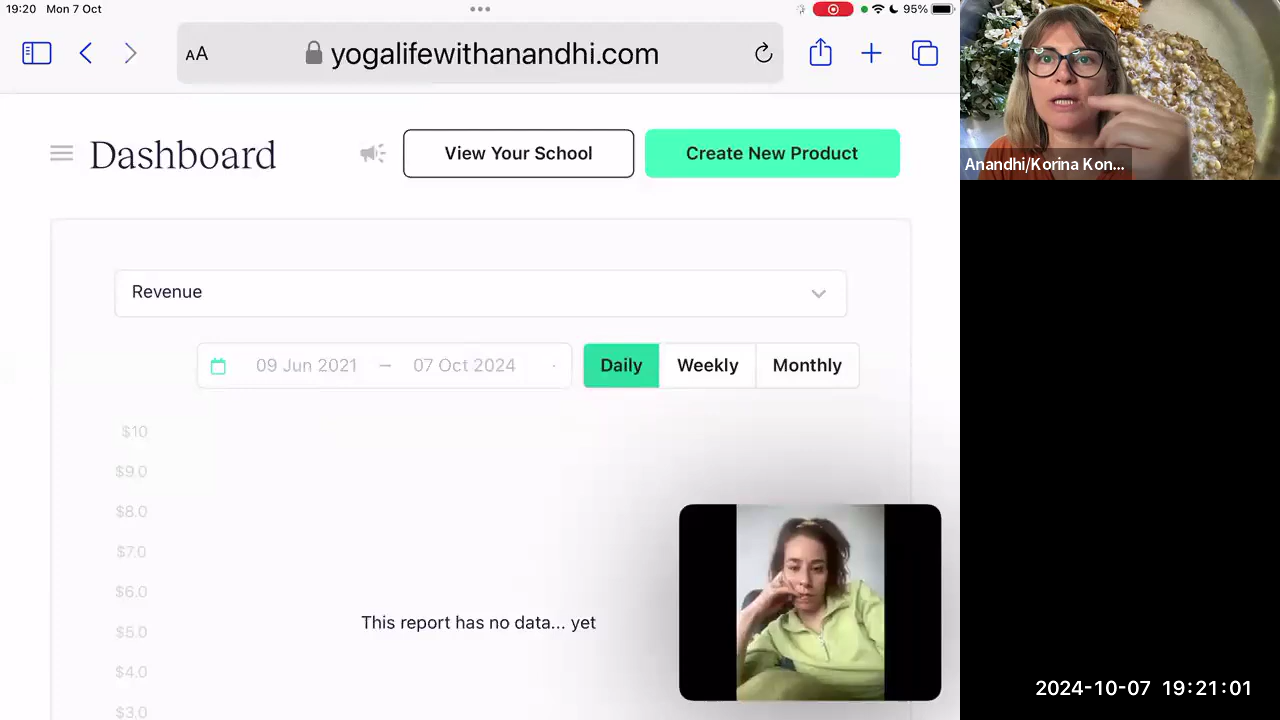 19:20 Mon 7 Oct
95%
AA yogalifewithanandhi.com
Dashboard
View Your School
Create New Product
Revenue
09 Jun 2021 – 07 Oct 2024
Daily
Weekly
Monthly
$10
$9.0
$8.0
$7.0
$6.0
$5.0
$4.0
$3.0
This report has no data... yet
Anandhi/Korina Kon...
2024-10-07 19:21:01